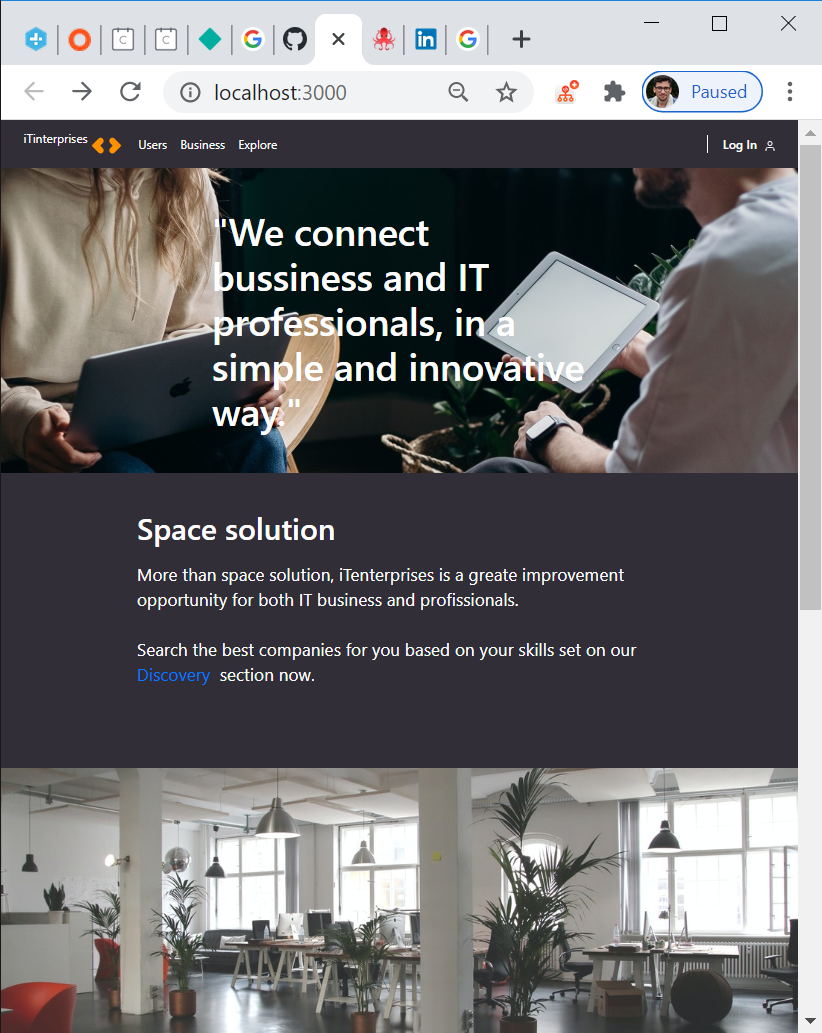 localhost:3000
Paused
iTinterprises
Users Business Explore
Log In
"We connect
bussiness and IT
professionals, in a
simple and innovative
way."
Space solution
More than space solution, iTenterprises is a greate improvement
opportunity for both IT business and profissionals.
Search the best companies for you based on your skills set on our
Discovery section now.